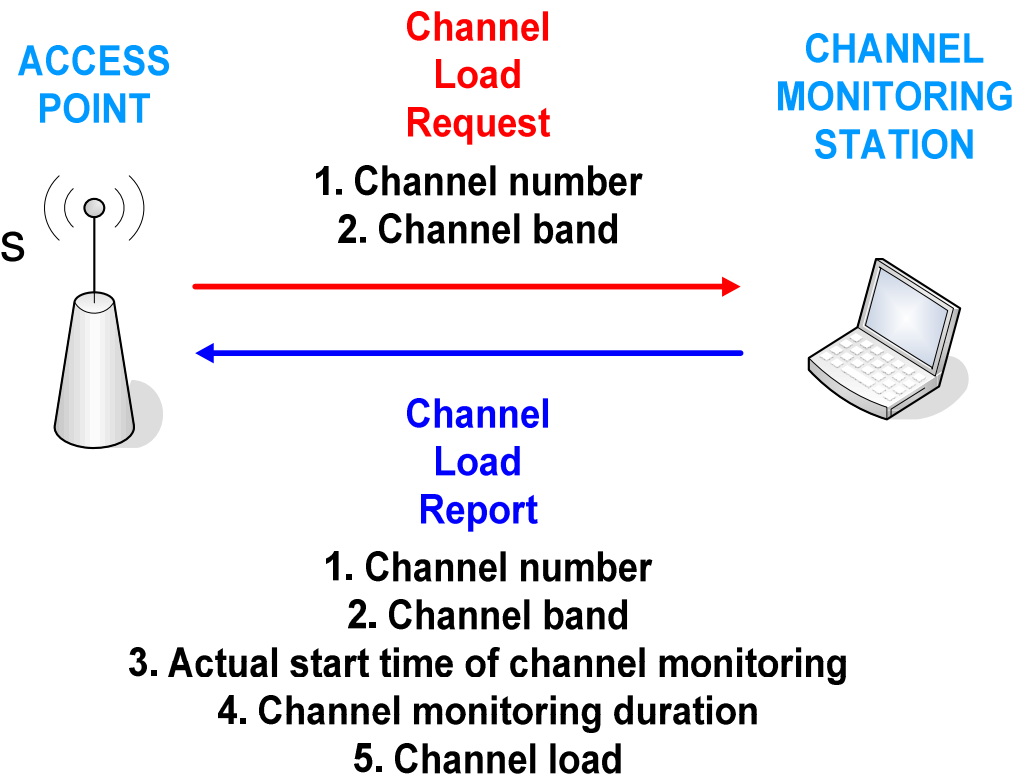 ACCESS
POINT
Channel
Load
Request
CHANNEL
MONITORING
STATION
1. Channel number
2. Channel band
s
Channel
Load
Report
1. Channel number
2. Channel band
3. Actual start time of channel monitoring
4. Channel monitoring duration
5. Channel load